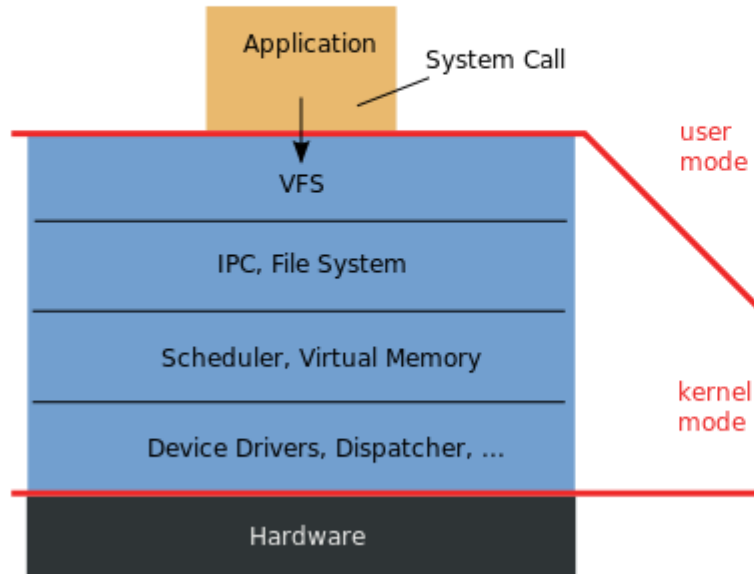 Application
System Call
user
mode
VFS
IPC, File System
Scheduler, Virtual Memory
kernel
mode
Device Drivers, Dispatcher, ...
Hardware